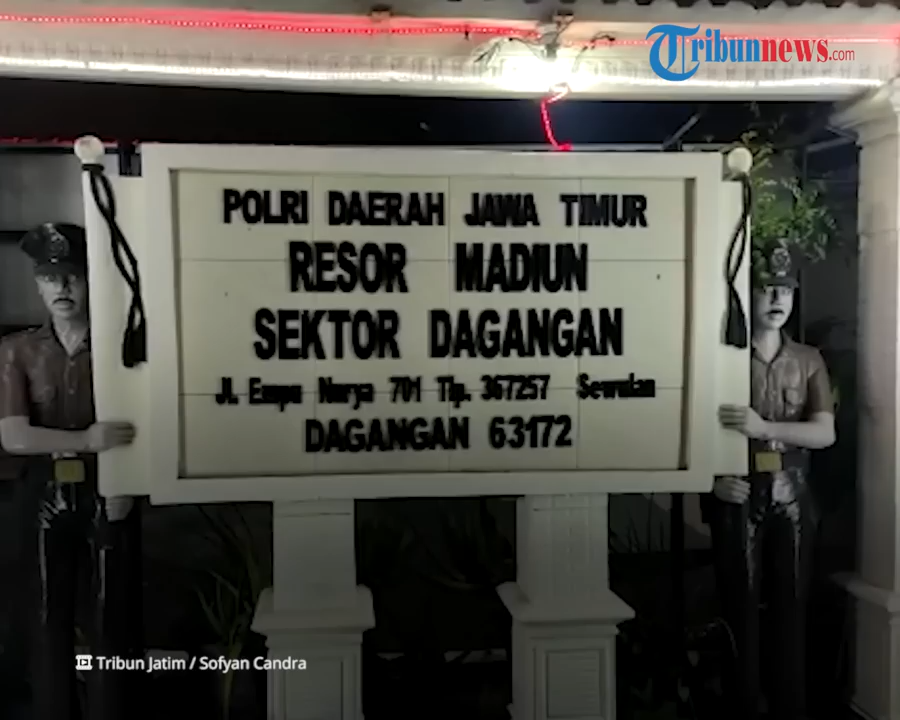 Tribunnews.com
POLRI DAERAH JAWA TIMUR
RESOR MADIUN
SEKTOR DAGANGAN
Jl. Empu Nurya 701 Tlp. 367257 Sewulan
DAGANGAN 63172
Tribun Jatim / Sofyan Candra